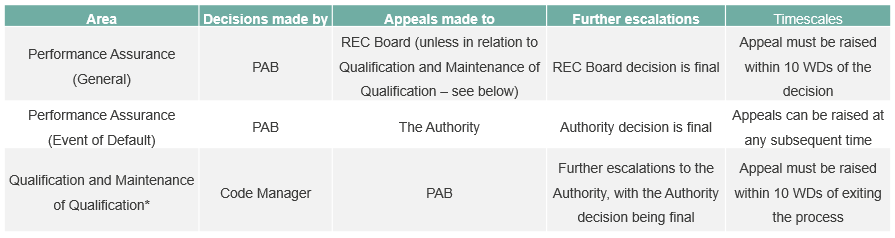 Area
Decisions made by
Appeals made to
Further escalations
Timescales
Performance Assurance
(General)
PAB
REC Board (unless in relation to
Qualification and Maintenance of
Qualification – see below)
REC Board decision is final
Appeal must be raised
within 10 WDs of the
decision
Performance Assurance
(Event of Default)
PAB
The Authority
Authority decision is final
Appeals can be raised at
any subsequent time
Qualification and Maintenance
of Qualification*
Code Manager
PAB
Further escalations to the
Authority, with the Authority
decision being final
Appeal must be raised
within 10 WDs of exiting
the process